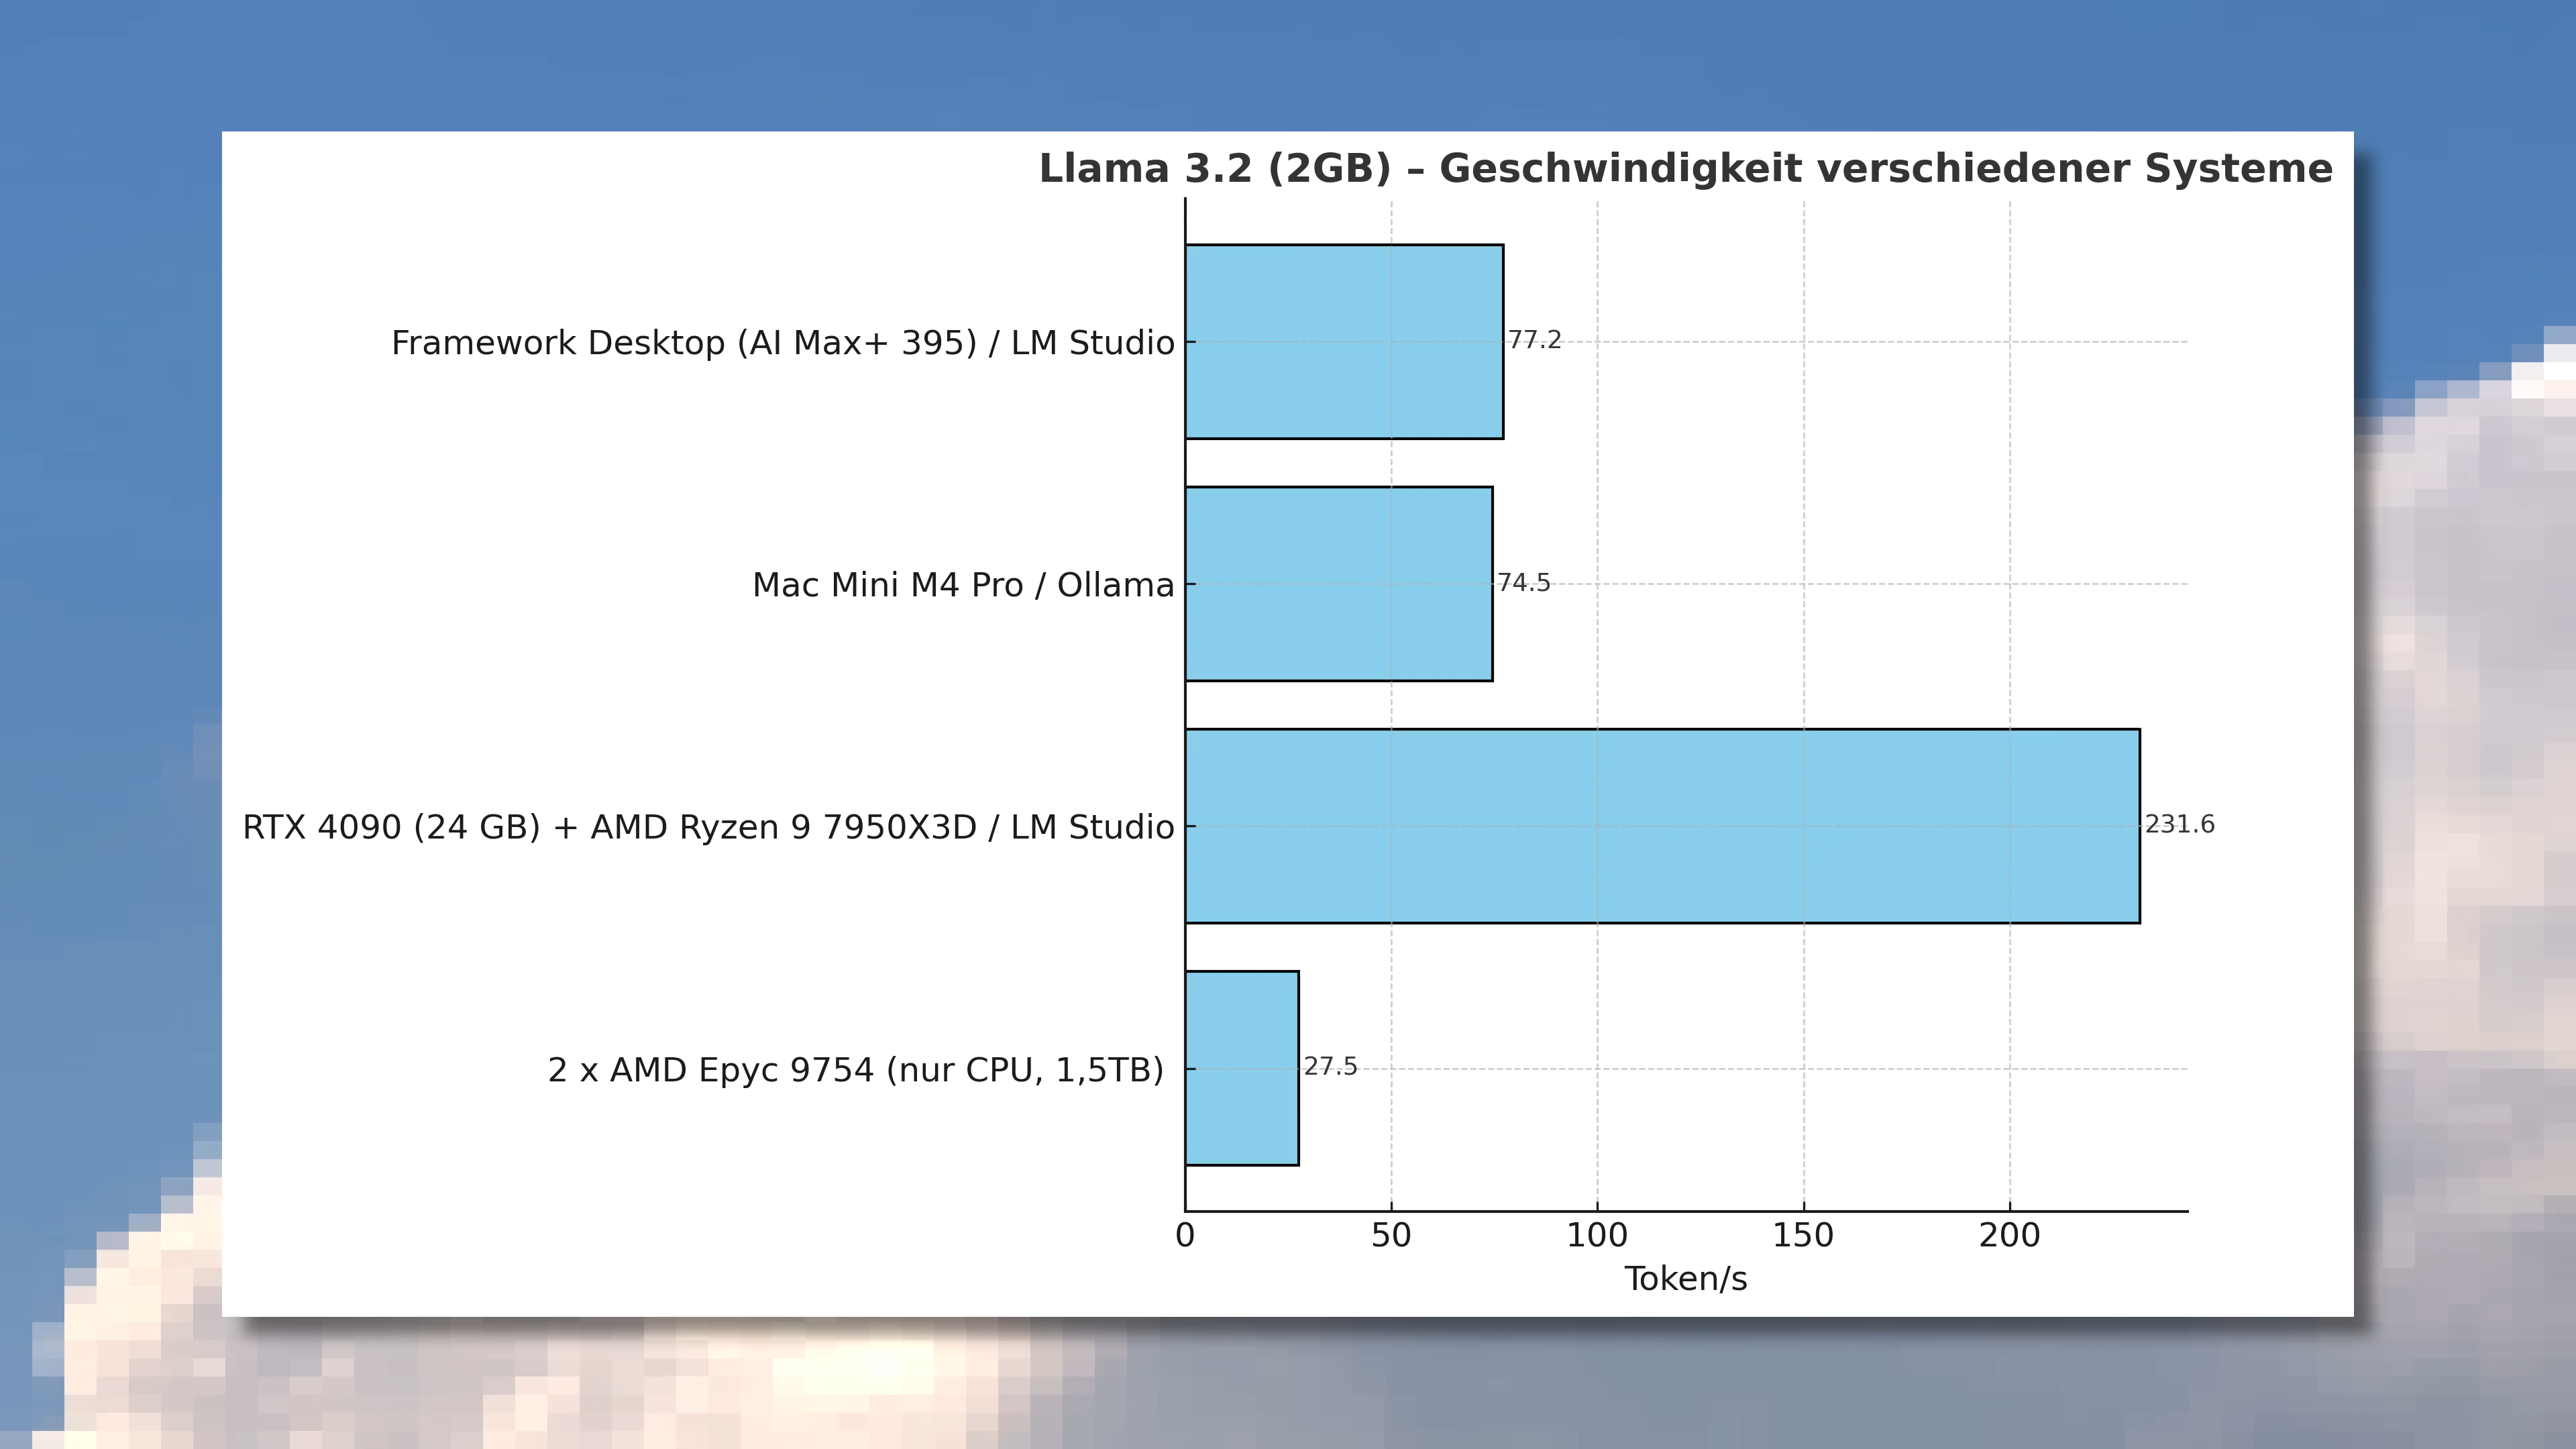 Llama 3.2 (2GB) – Geschwindigkeit verschiedener Systeme
Framework Desktop (AI Max+ 395) / LM Studio
77.2
Mac Mini M4 Pro / Ollama
74.5
RTX 4090 (24 GB) + AMD Ryzen 9 7950X3D / LM Studio
231.6
2 x AMD Epyc 9754 (nur CPU, 1,5TB)
27.5
0 50 100 150 200
Token/s